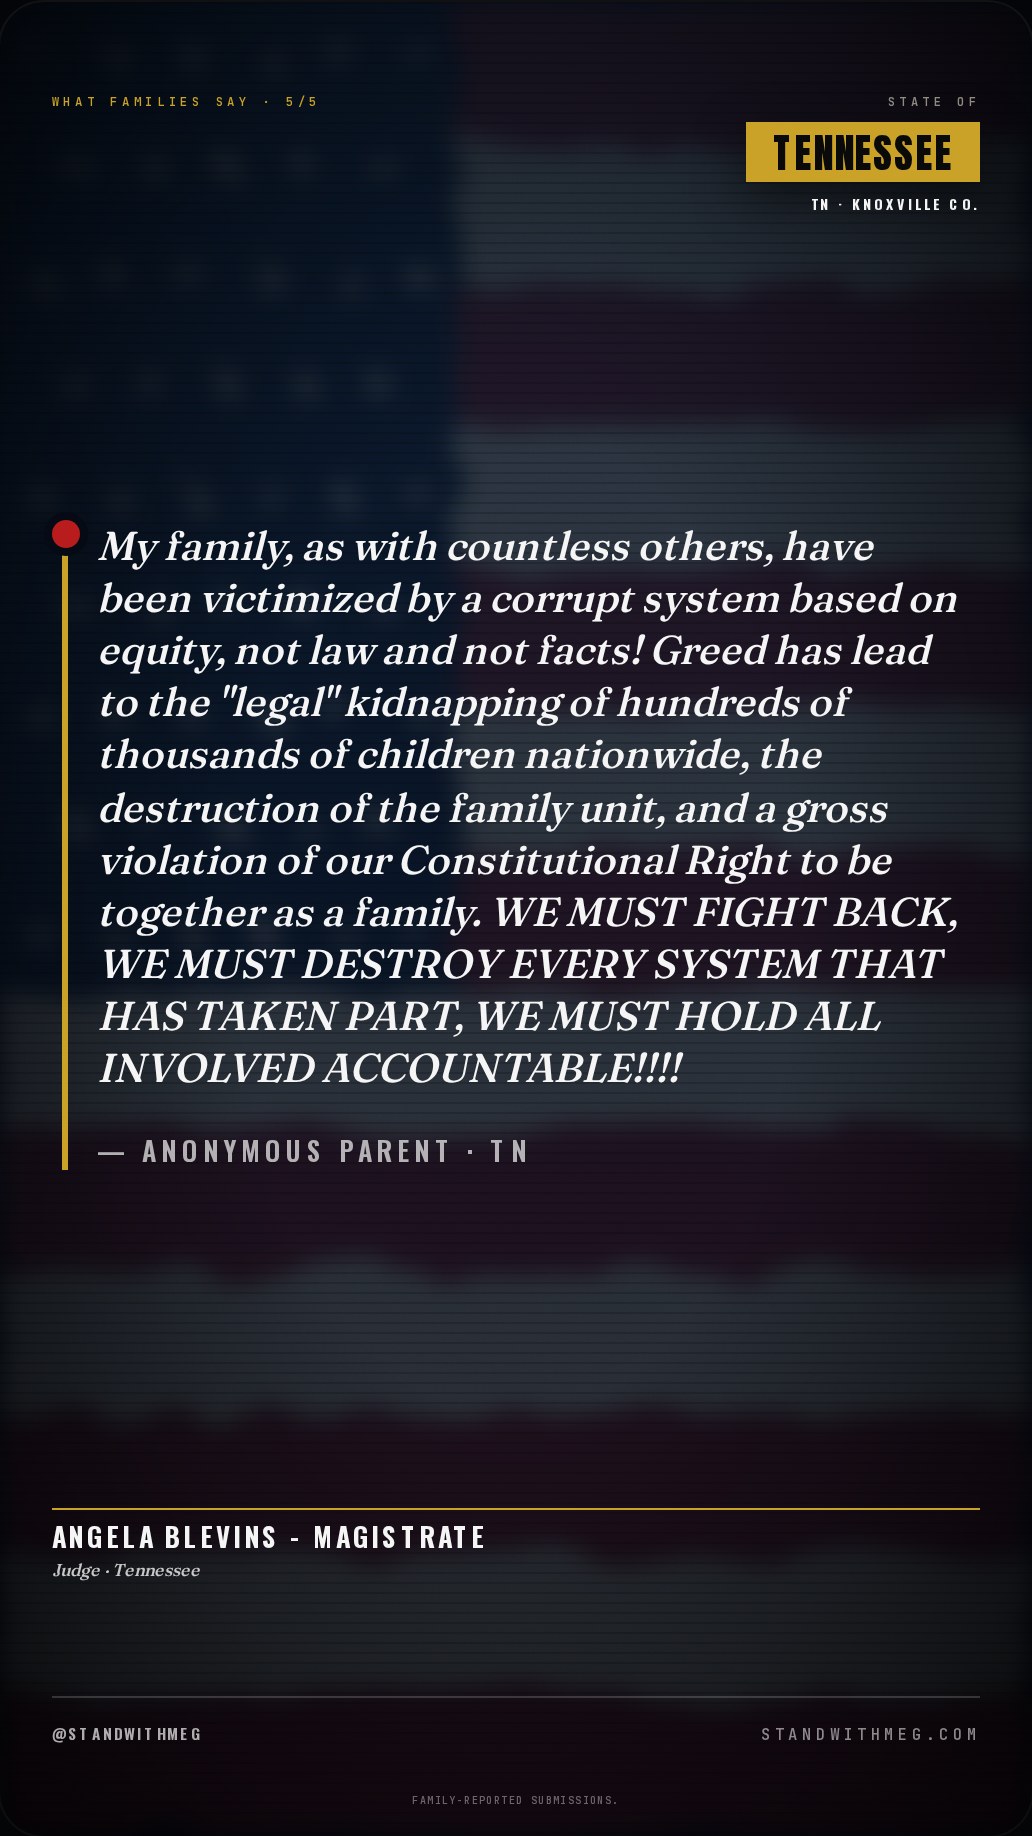 WHAT FAMILIES SAY · 5/5
STATE OF
TENNESSEE
TN · KNOXVILLE CO.
My family, as with countless others, have
been victimized by a corrupt system based on
equity, not law and not facts! Greed has lead
to the "legal" kidnapping of hundreds of
thousands of children nationwide, the
destruction of the family unit, and a gross
violation of our Constitutional Right to be
together as a family. WE MUST FIGHT BACK,
WE MUST DESTROY EVERY SYSTEM THAT
HAS TAKEN PART, WE MUST HOLD ALL
INVOLVED ACCOUNTABLE!!!!
— ANONYMOUS PARENT · TN
ANGELA BLEVINS - MAGISTRATE
Judge · Tennessee
@STANDWITHMEG
STANDWITHMEG.COM
FAMILY-REPORTED SUBMISSIONS.